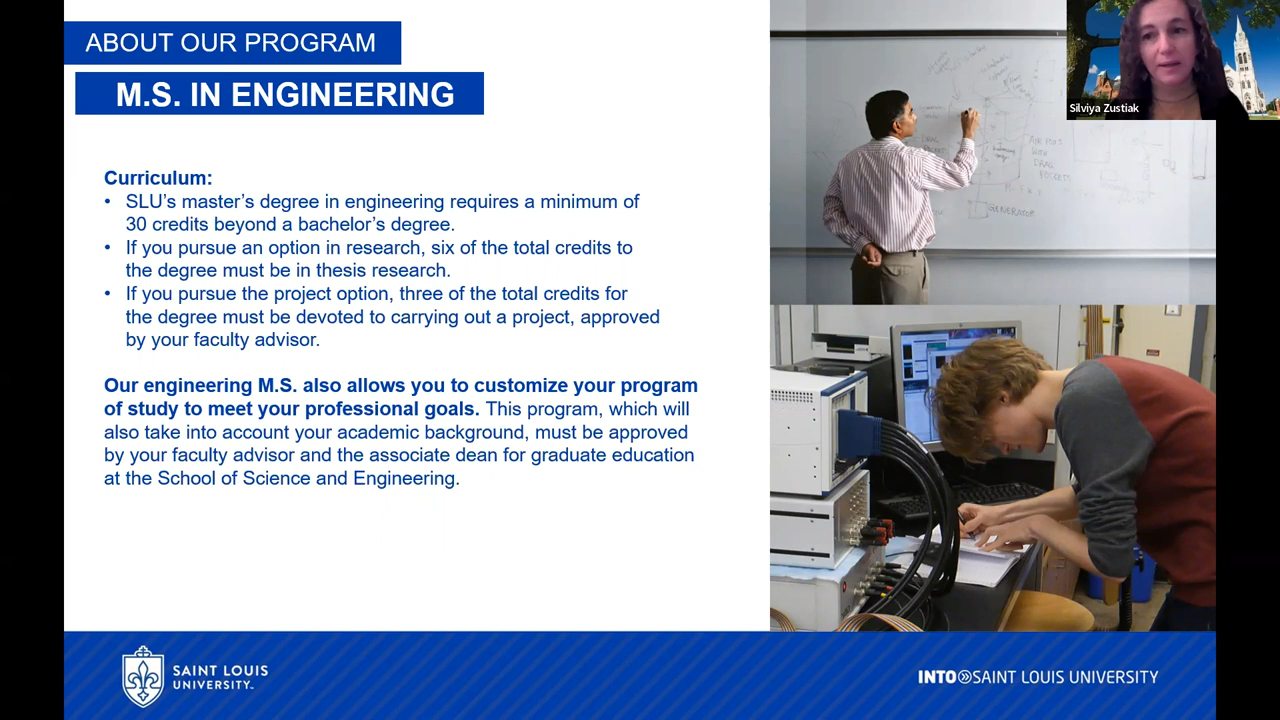 ABOUT OUR PROGRAM
M.S. IN ENGINEERING
Silviya Zustiak
Curriculum:
• SLU's master's degree in engineering requires a minimum of
30 credits beyond a bachelor's degree.
• If you pursue an option in research, six of the total credits to
the degree must be in thesis research.
• If you pursue the project option, three of the total credits for
the degree must be devoted to carrying out a project, approved
by your faculty advisor.
Our engineering M.S. also allows you to customize your program
of study to meet your professional goals. This program, which will
also take into account your academic background, must be approved
by your faculty advisor and the associate dean for graduate education
at the School of Science and Engineering.
GENERATOR
SAINT LOUIS
UNIVERSITY™
INTO SAINT LOUIS UNIVERSITY